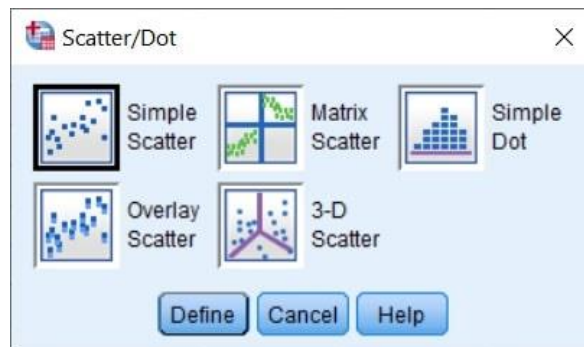 Scatter/Dot
Simple
Scatter
Matrix
Scatter
Simple
Dot
Overlay
Scatter
3-D
Scatter
Define
Cancel
Help